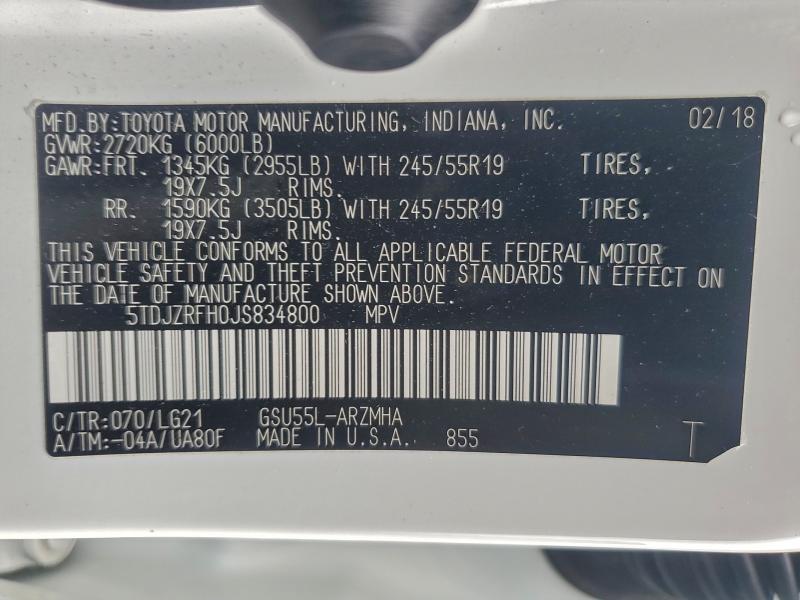 MFD.BY:TOYOTA MOTOR MANUFACTURING, INDIANA, INC. 02/18
GVWR:2720KG (6000LB)
GAWR:FRT. 1345KG (2955LB) WITH 245/55R19 TIRES,
19X7.5J RIMS.
RR. 1590KG (3505LB) WITH 245/55R19 TIRES,
19X7.5J RIMS.
THIS VEHICLE CONFORMS TO ALL APPLICABLE FEDERAL MOTOR
VEHICLE SAFETY AND THEFT PREVENTION STANDARDS IN EFFECT ON
THE DATE OF MANUFACTURE SHOWN ABOVE.
5TDJZRFH0JS834800 MPV
C/TR:070/LG21 GSU55L-ARZMHA
A/TM:-04A/UA80F MADE IN U.S.A. 855 T